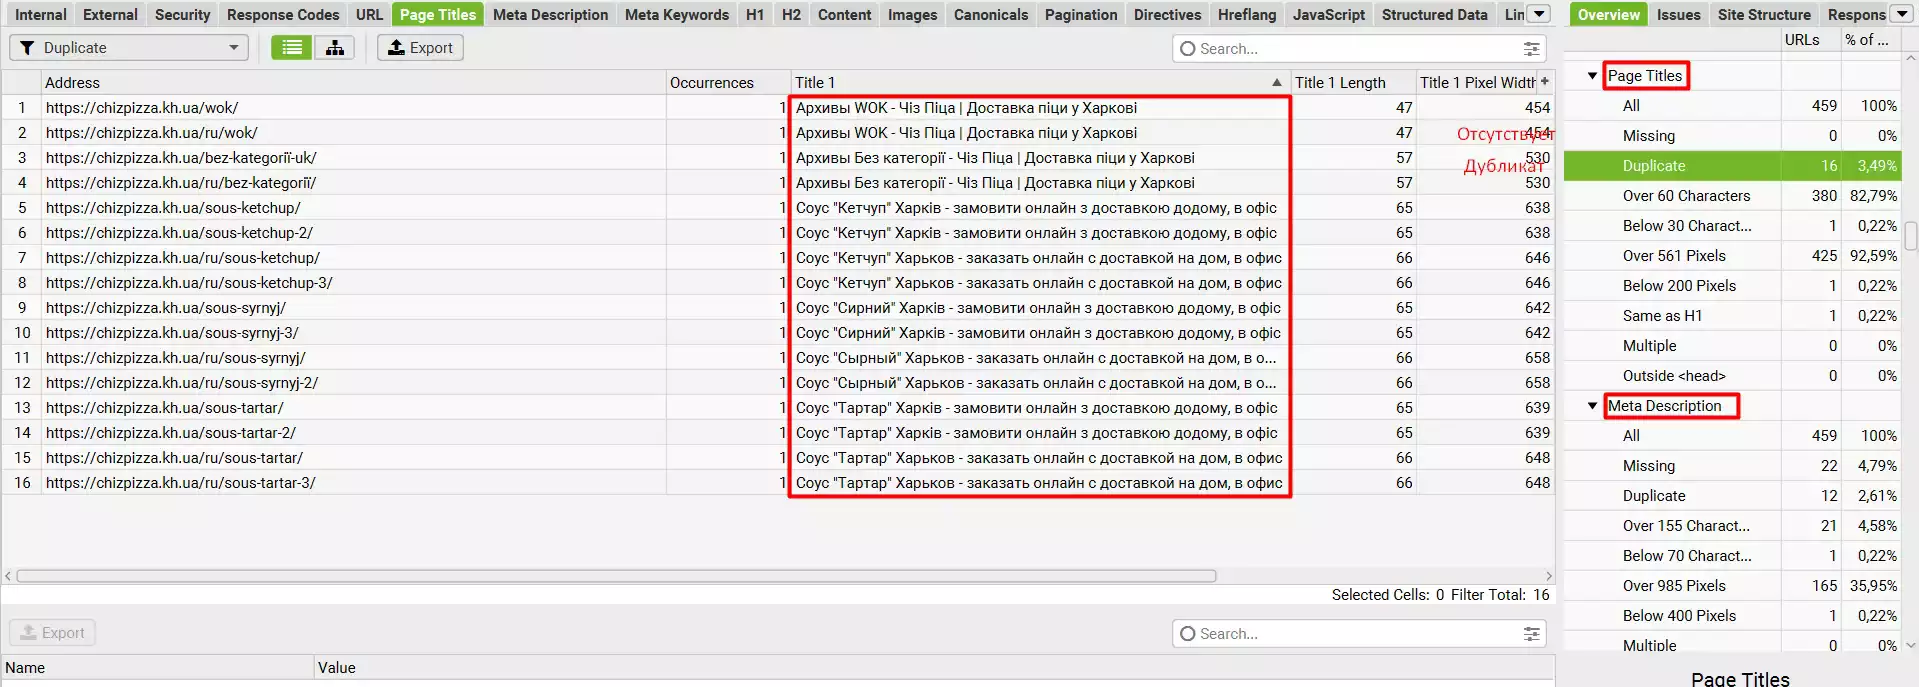 Internal External Security Response Codes URL Page Titles Meta Description Meta Keywords H1 H2 Content Images Canonicals Pagination Directives Hreflang JavaScript Structured Data Lin
Overview Issues Site Structure Respons
Duplicate Export Search...
URLs % of ...
Address Occurrences Title 1 Title 1 Length Title 1 Pixel Width +
1 https://chizpizza.kh.ua/wok/ 1 Архивы WOK - Чіз Піца | Доставка піци у Харкові 47 454
2 https://chizpizza.kh.ua/ru/wok/ 1 Архивы WOK - Чіз Піца | Доставка піци у Харкові 47 454
Отсутствует
3 https://chizpizza.kh.ua/bez-kategorії-uk/ 1 Архивы Без категорії - Чіз Піца | Доставка піци у Харкові 57 530
Дубликат
4 https://chizpizza.kh.ua/ru/bez-kategorії/ 1 Архивы Без категорії - Чіз Піца | Доставка піци у Харкові 57 530
5 https://chizpizza.kh.ua/sous-ketchup/ 1 Соус "Кетчуп" Харків - замовити онлайн з доставкою додому, в офіс 65 638
6 https://chizpizza.kh.ua/sous-ketchup-2/ 1 Соус "Кетчуп" Харків - замовити онлайн з доставкою додому, в офіс 65 638
7 https://chizpizza.kh.ua/ru/sous-ketchup/ 1 Соус "Кетчуп" Харьков - заказать онлайн с доставкой на дом, в офис 66 646
8 https://chizpizza.kh.ua/ru/sous-ketchup-3/ 1 Соус "Кетчуп" Харьков - заказать онлайн с доставкой на дом, в офис 66 646
9 https://chizpizza.kh.ua/sous-syrnyj/ 1 Соус "Сирний" Харків - замовити онлайн з доставкою додому, в офіс 65 642
10 https://chizpizza.kh.ua/sous-syrnyj-3/ 1 Соус "Сирний" Харків - замовити онлайн з доставкою додому, в офіс 65 642
11 https://chizpizza.kh.ua/ru/sous-syrnyj/ 1 Соус "Сырный" Харьков - заказать онлайн с доставкой на дом, в о... 66 658
12 https://chizpizza.kh.ua/ru/sous-syrnyj-2/ 1 Соус "Сырный" Харьков - заказать онлайн с доставкой на дом, в о... 66 658
13 https://chizpizza.kh.ua/sous-tartar/ 1 Соус "Тартар" Харків - замовити онлайн з доставкою додому, в офіс 65 639
14 https://chizpizza.kh.ua/sous-tartar-2/ 1 Соус "Тартар" Харків - замовити онлайн з доставкою додому, в офіс 65 639
15 https://chizpizza.kh.ua/ru/sous-tartar/ 1 Соус "Тартар" Харьков - заказать онлайн с доставкой на дом, в офис 66 648
16 https://chizpizza.kh.ua/ru/sous-tartar-3/ 1 Соус "Тартар" Харьков - заказать онлайн с доставкой на дом, в офис 66 648
Selected Cells: 0 Filter Total: 16
Export Search...
Name Value
Page Titles
All 459 100%
Missing 0 0%
Duplicate 16 3,49%
Over 60 Characters 380 82,79%
Below 30 Charact... 1 0,22%
Over 561 Pixels 425 92,59%
Below 200 Pixels 1 0,22%
Same as H1 1 0,22%
Multiple 0 0%
Outside <head> 0 0%
Meta Description
All 459 100%
Missing 22 4,79%
Duplicate 12 2,61%
Over 155 Charact... 21 4,58%
Below 70 Charact... 1 0,22%
Over 985 Pixels 165 35,95%
Below 400 Pixels 1 0,22%
Multiple 0 0%
Page Titles